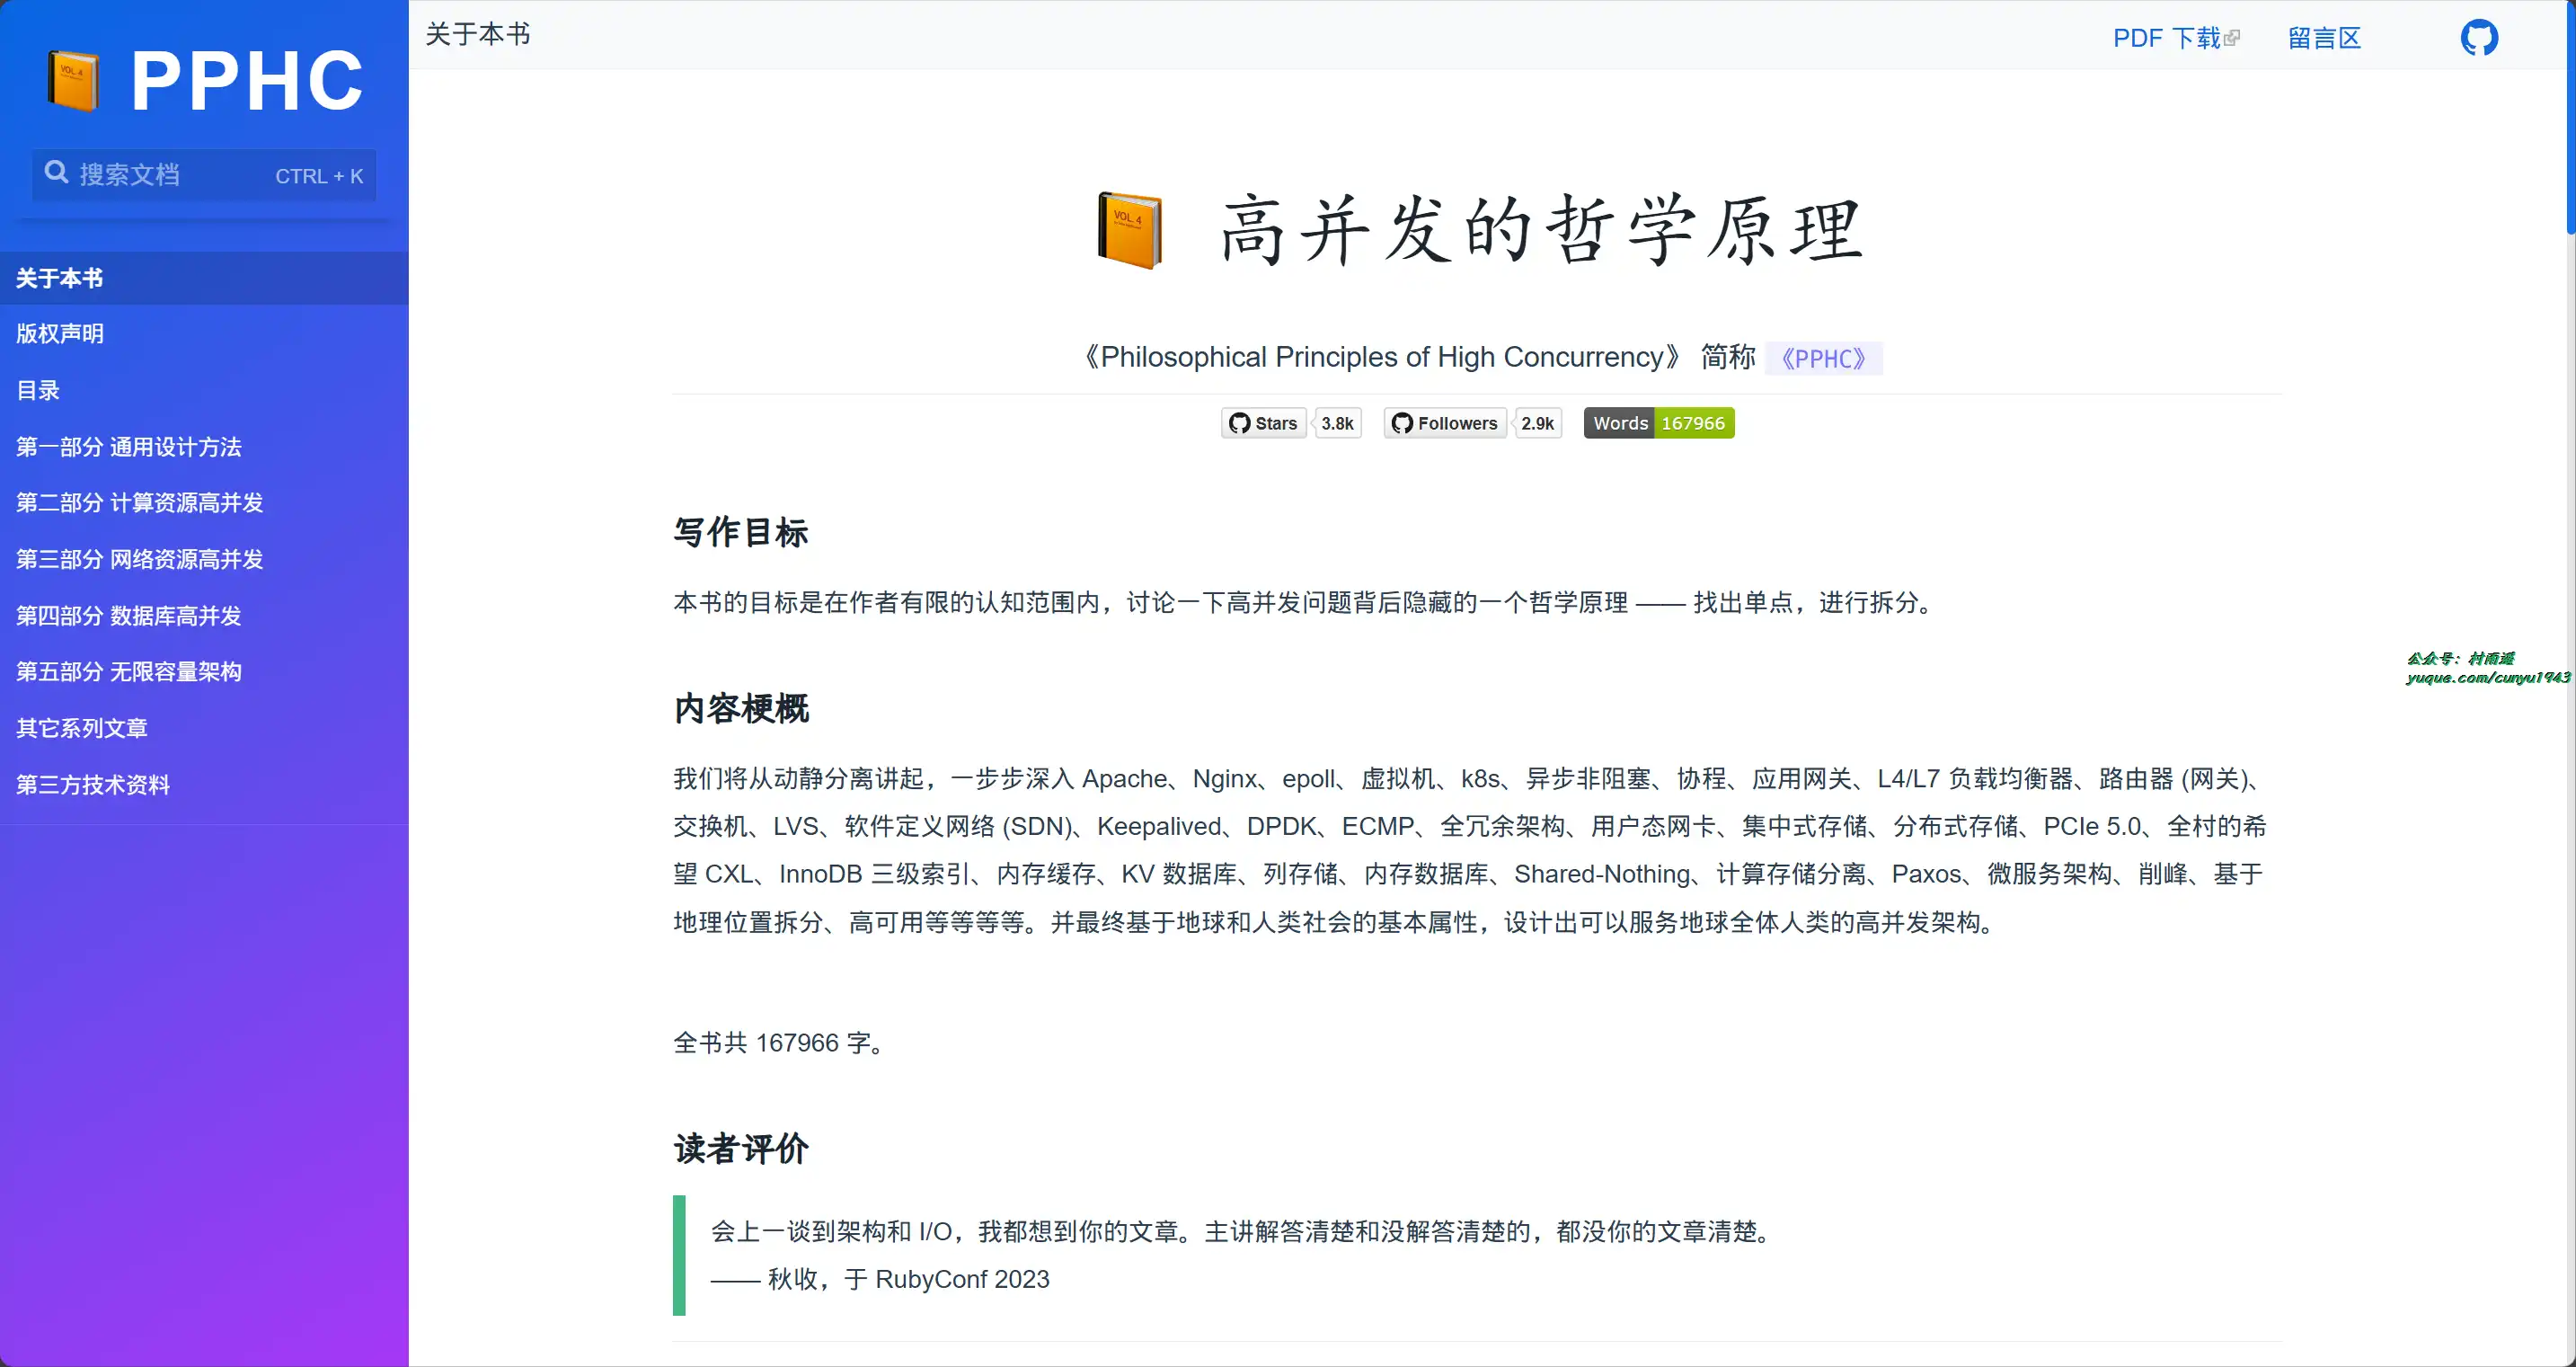 VOL. 4
PPHC
搜索文档 CTRL + K
关于本书
版权声明
目录
第一部分 通用设计方法
第二部分 计算资源高并发
第三部分 网络资源高并发
第四部分 数据库高并发
第五部分 无限容量架构
其它系列文章
第三方技术资料
关于本书
PDF 下载 留言区
VOL. 4
高并发的哲学原理
《Philosophical Principles of High Concurrency》 简称 《PPHC》
Stars 3.8k Followers 2.9k Words 167966
写作目标
本书的目标是在作者有限的认知范围内，讨论一下高并发问题背后隐藏的一个哲学原理 —— 找出单点，进行拆分。
内容梗概
我们将从动静分离讲起，一步步深入 Apache、Nginx、epoll、虚拟机、k8s、异步非阻塞、协程、应用网关、L4/L7 负载均衡器、路由器 (网关)、
交换机、LVS、软件定义网络 (SDN)、Keepalived、DPDK、ECMP、全冗余架构、用户态网卡、集中式存储、分布式存储、PCIe 5.0、全村的希
望 CXL、InnoDB 三级索引、内存缓存、KV 数据库、列存储、内存数据库、Shared-Nothing、计算存储分离、Paxos、微服务架构、削峰、基于
地理位置拆分、高可用等等等等。并最终基于地球和人类社会的基本属性，设计出可以服务地球全体人类的高并发架构。
全书共 167966 字。
读者评价
会上一谈到架构和 I/O，我都想到你的文章。主讲解答清楚和没解答清楚的，都没你的文章清楚。
—— 秋收，于 RubyConf 2023
公众号：村雨遥
yuque.com/cunyu1943